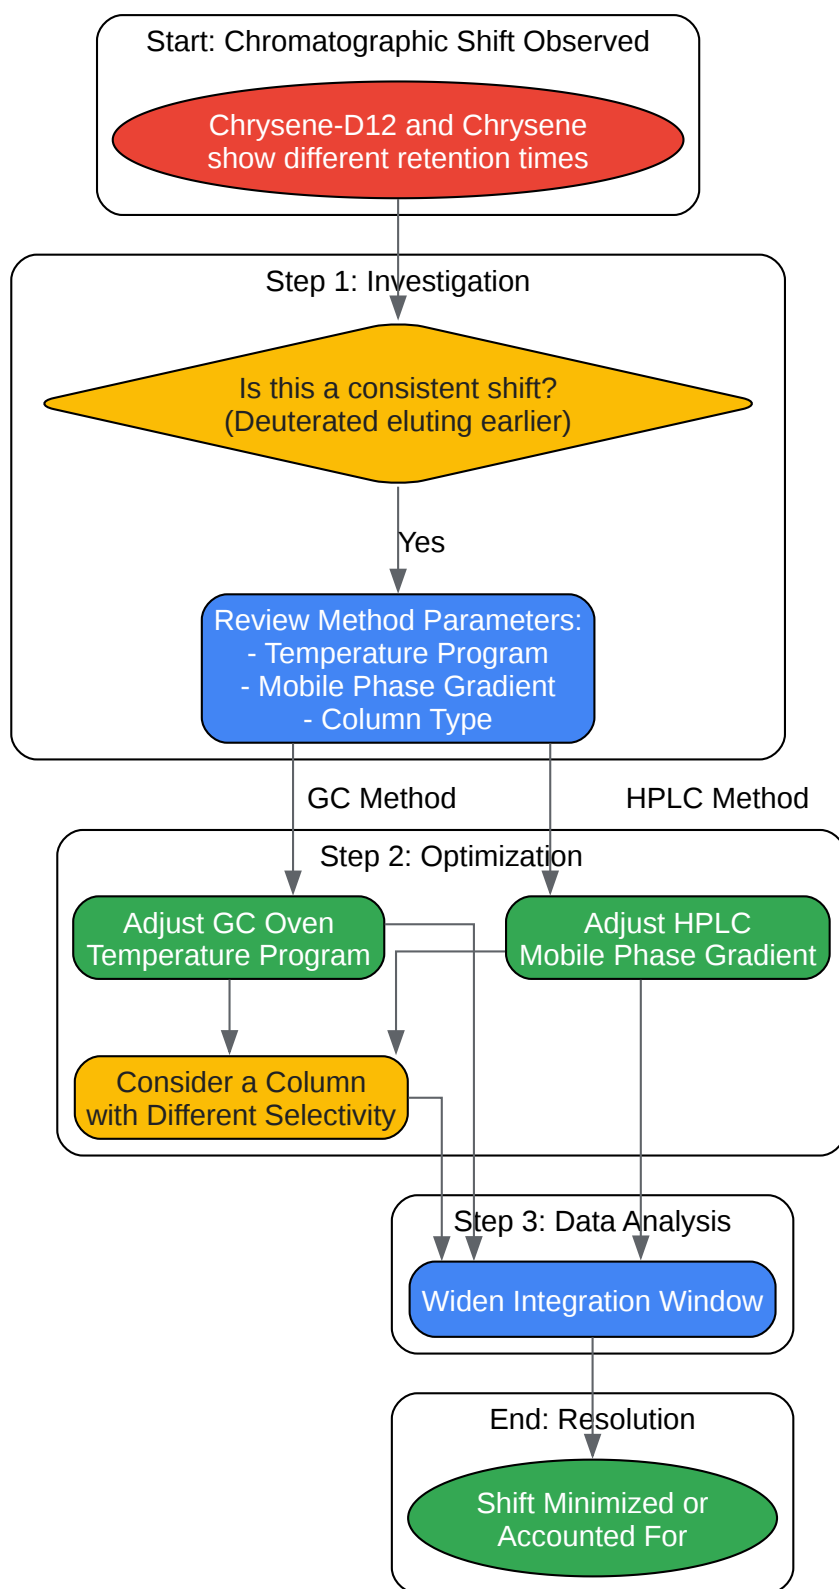 Start: Chromatographic Shift Observed
Chrysene-D12 and Chrysene
show different retention times
Step 1: Investigation
Is this a consistent shift?
(Deuterated eluting earlier)
Yes
Review Method Parameters:
- Temperature Program
- Mobile Phase Gradient
- Column Type
GC Method
HPLC Method
Step 2: Optimization
Adjust GC Oven
Temperature Program
Adjust HPLC
Mobile Phase Gradient
Consider a Column
with Different Selectivity
Step 3: Data Analysis
Widen Integration Window
End: Resolution
Shift Minimized or
Accounted For